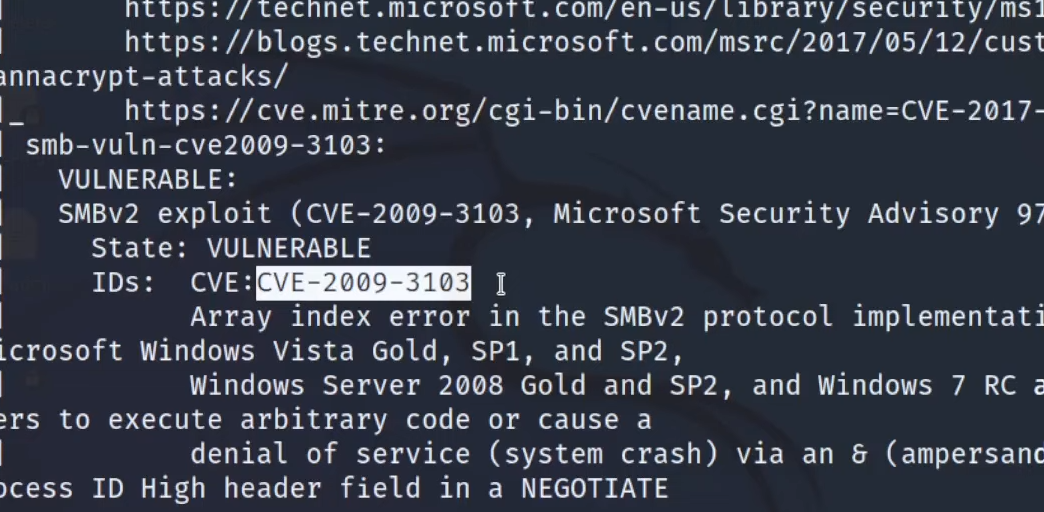 https://technet.microsoft.com/en-us/library/security/ms1
| https://blogs.technet.microsoft.com/msrc/2017/05/12/cust
annacrypt-attacks/
|_ https://cve.mitre.org/cgi-bin/cvename.cgi?name=CVE-2017-
| smb-vuln-cve2009-3103:
| VULNERABLE:
| SMBv2 exploit (CVE-2009-3103, Microsoft Security Advisory 97
| State: VULNERABLE
| IDs: CVE:CVE-2009-3103
| Array index error in the SMBv2 protocol implementati
icrosoft Windows Vista Gold, SP1, and SP2,
| Windows Server 2008 Gold and SP2, and Windows 7 RC a
ers to execute arbitrary code or cause a
| denial of service (system crash) via an & (ampersand
ocess ID High header field in a NEGOTIATE